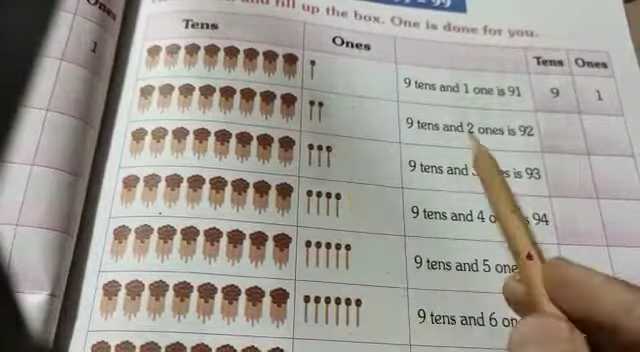 99
and fill up the box. One is done for you.
Tens Ones Tens Ones
Ones
1
9 tens and 1 one is 91 9 1
9 tens and 2 ones is 92
9 tens and is 93
9 tens and 4 94
9 tens and 5
9 tens and 6